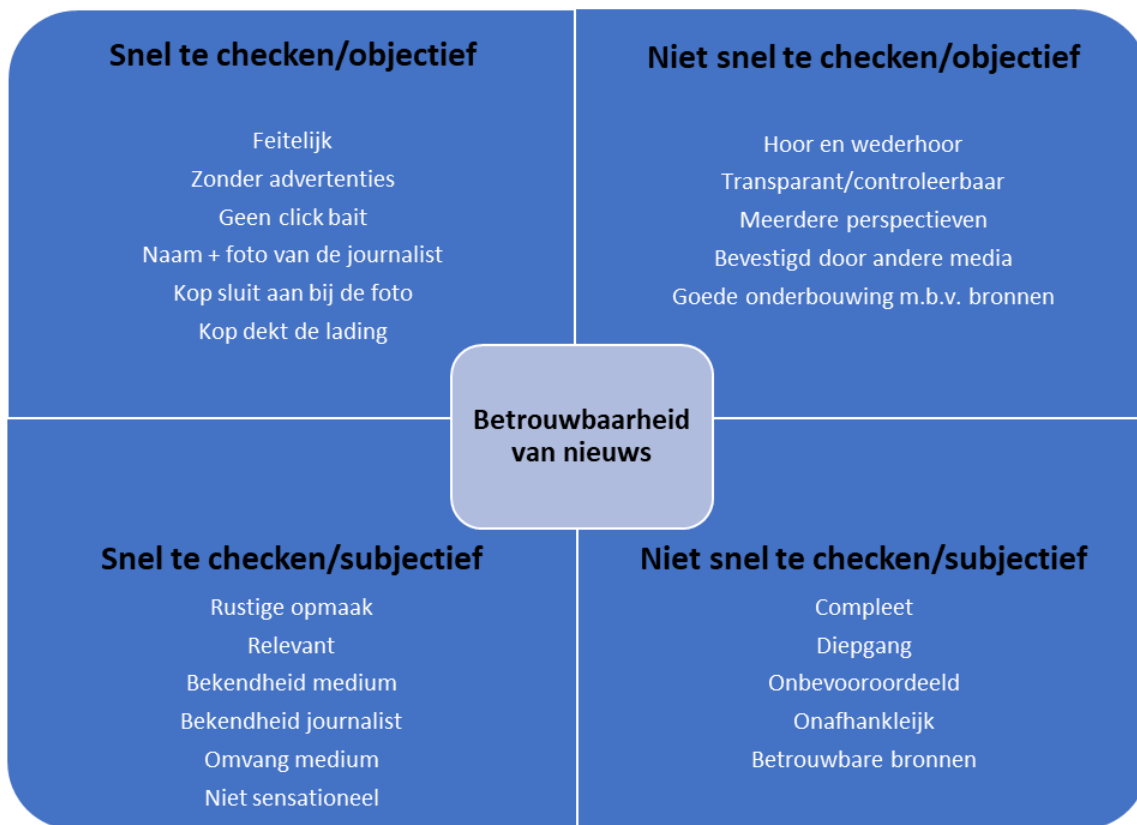 Snel te checken/objectief
Feitelijk
Zonder advertenties
Geen click bait
Naam + foto van de journalist
Kop sluit aan bij de foto
Kop dekt de lading
Niet snel te checken/objectief
Hoor en wederhoor
Transparant/controleerbaar
Meerdere perspectieven
Bevestigd door andere media
Goede onderbouwing m.b.v. bronnen
Betrouwbaarheid
van nieuws
Snel te checken/subjectief
Rustige opmaak
Relevant
Bekendheid medium
Bekendheid journalist
Omvang medium
Niet sensationeel
Niet snel te checken/subjectief
Compleet
Diepgang
Onbevooroordeeld
Onafhankleijk
Betrouwbare bronnen